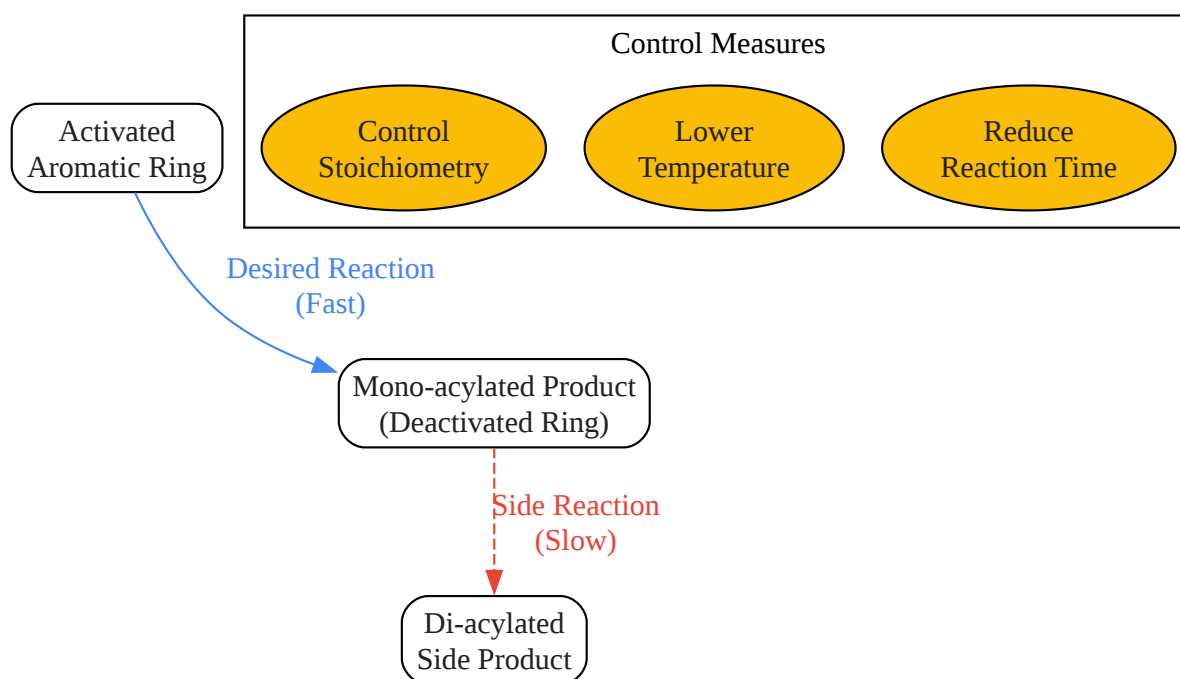 Control Measures
Activated
Aromatic Ring
Control
Stoichiometry
Lower
Temperature
Reduce
Reaction Time
Desired Reaction
(Fast)
Mono-acylated Product
(Deactivated Ring)
Side Reaction
(Slow)
Di-acylated
Side Product